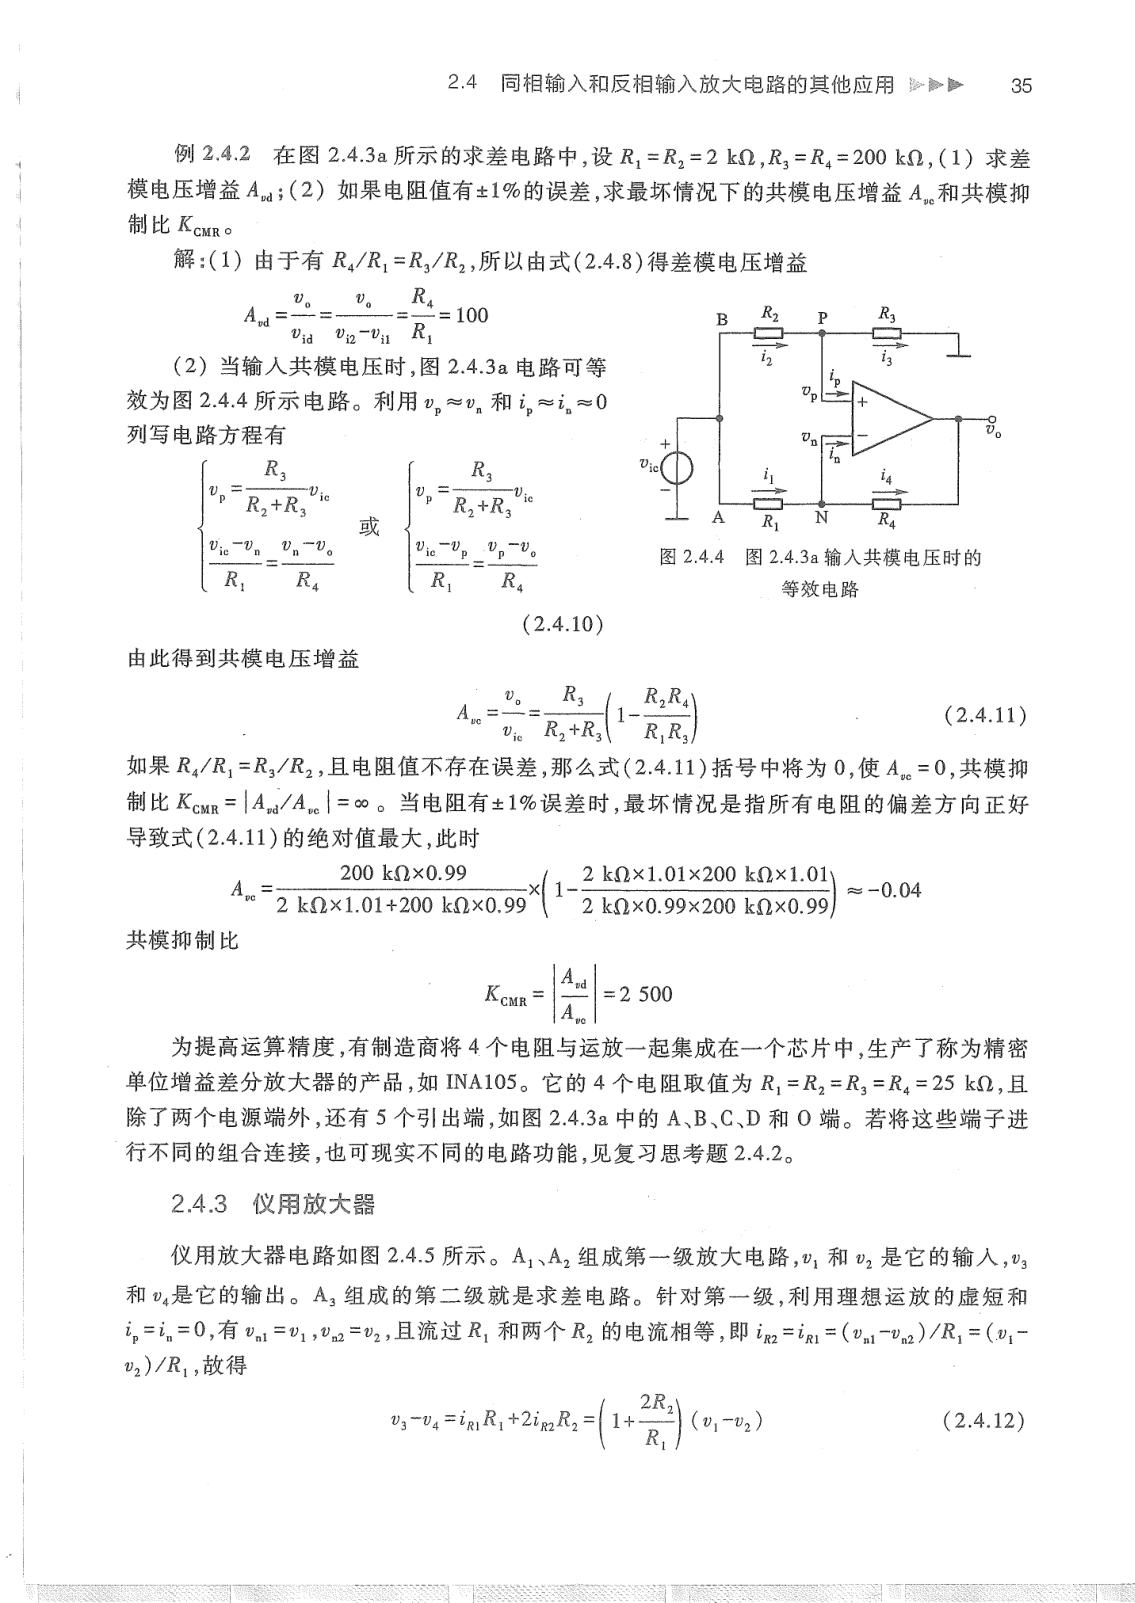 2.4 同相输入和反相输入放大电路的其他应用 ▶▶▶ 35
例 2.4.2 在图 2.4.3a 所示的求差电路中,设 R₁=R₂=2 kΩ,R₃=R₄=200 kΩ,(1) 求差
模电压增益 A_vd;(2) 如果电阻值有±1%的误差,求最坏情况下的共模电压增益 A_vc和共模抑
制比 K_CMR。
解:(1) 由于有 R₄/R₁=R₃/R₂,所以由式(2.4.8)得差模电压增益
A_vd = v_o/v_id = v_o/(v_i2-v_i1) = R₄/R₁ = 100
(2) 当输入共模电压时,图 2.4.3a 电路可等
效为图 2.4.4 所示电路。利用 v_p≈v_n 和 i_p≈i_n≈0
列写电路方程有
{ v_p = R₃/(R₂+R₃) v_ic 或 { v_p = R₃/(R₂+R₃) v_ic
(v_ic-v_n)/R₁ = (v_n-v_o)/R₄ (v_ic-v_p)/R₁ = (v_p-v_o)/R₄
(2.4.10)
B R₂ P R₃
i₂ i₃
i_p
v_p +
v_n −
i_n
v_o
+
v_ic
−
i₁ i₄
A R₁ N R₄
图 2.4.4 图 2.4.3a 输入共模电压时的
等效电路
由此得到共模电压增益
A_vc = v_o/v_ic = R₃/(R₂+R₃) (1 - R₂R₄/R₁R₃) (2.4.11)
如果 R₄/R₁=R₃/R₂,且电阻值不存在误差,那么式(2.4.11)括号中将为 0,使 A_vc=0,共模抑
制比 K_CMR=|A_vd/A_vc|=∞。当电阻有±1%误差时,最坏情况是指所有电阻的偏差方向正好
导致式(2.4.11)的绝对值最大,此时
A_vc = (200 kΩ×0.99)/(2 kΩ×1.01+200 kΩ×0.99) × (1 - (2 kΩ×1.01×200 kΩ×1.01)/(2 kΩ×0.99×200 kΩ×0.99)) ≈ -0.04
共模抑制比
K_CMR = |A_vd/A_vc| = 2 500
为提高运算精度,有制造商将 4 个电阻与运放一起集成在一个芯片中,生产了称为精密
单位增益差分放大器的产品,如 INA105。它的 4 个电阻取值为 R₁=R₂=R₃=R₄=25 kΩ,且
除了两个电源端外,还有 5 个引出端,如图 2.4.3a 中的 A、B、C、D 和 O 端。若将这些端子进
行不同的组合连接,也可现实不同的电路功能,见复习思考题 2.4.2。
2.4.3 仪用放大器
仪用放大器电路如图 2.4.5 所示。A₁、A₂ 组成第一级放大电路,v₁ 和 v₂ 是它的输入,v₃
和 v₄是它的输出。A₃ 组成的第二级就是求差电路。针对第一级,利用理想运放的虚短和
i_p=i_n=0,有 v_n1=v₁,v_n2=v₂,且流过 R₁ 和两个 R₂ 的电流相等,即 i_R2=i_R1=(v_n1-v_n2)/R₁=(v₁-
v₂)/R₁,故得
v₃-v₄=i_R1R₁+2i_R2R₂=(1+2R₂/R₁)(v₁-v₂) (2.4.12)